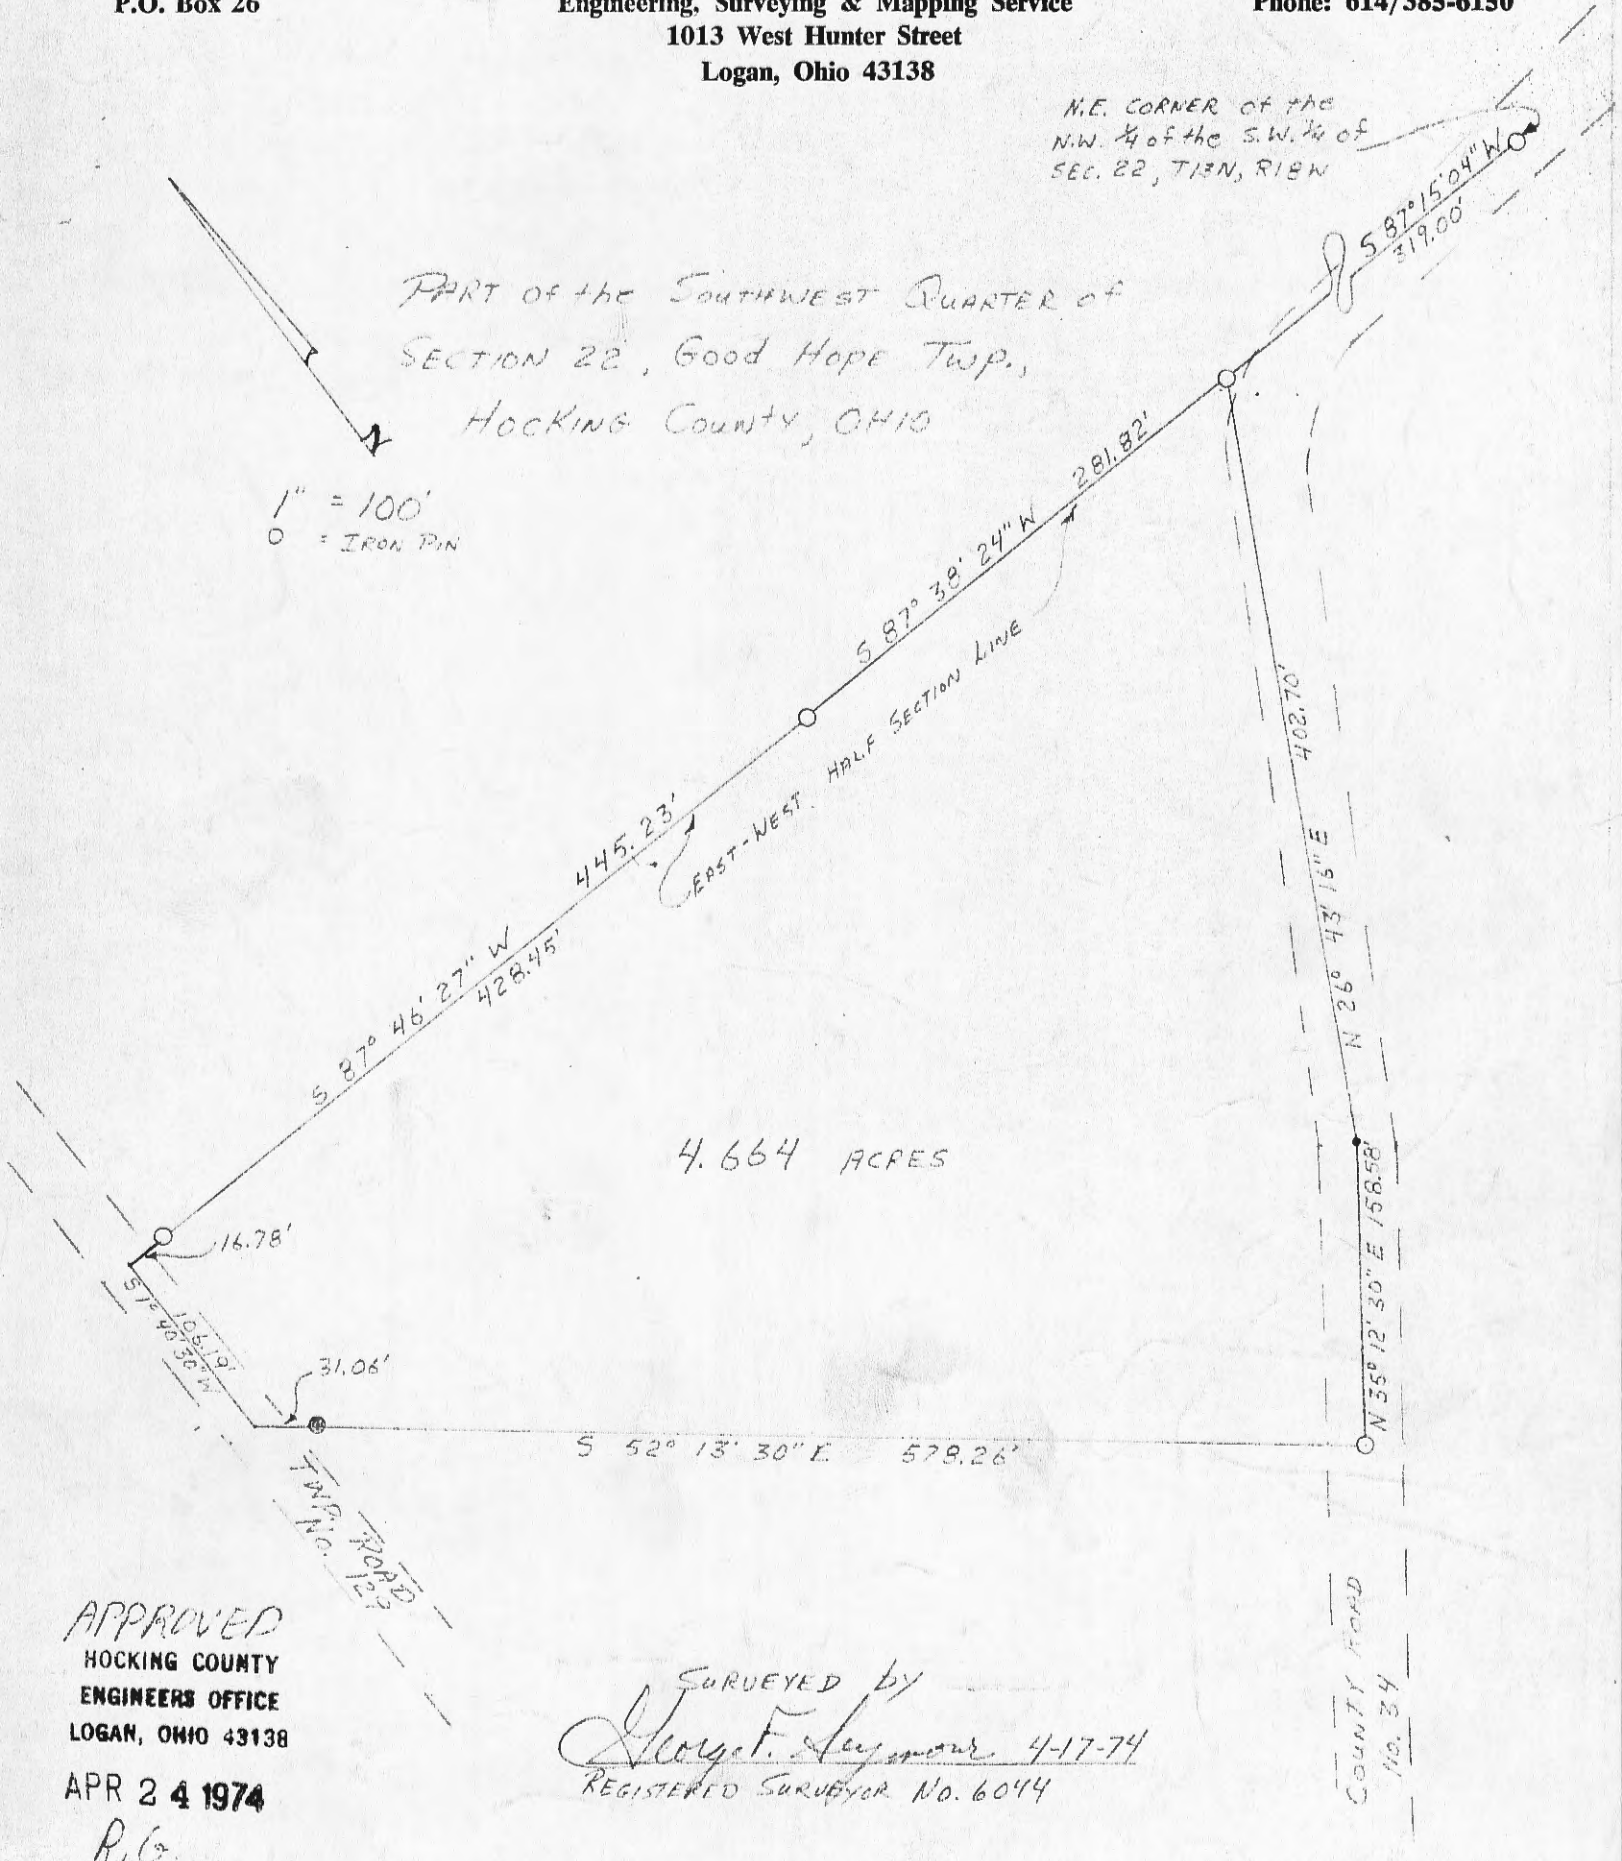 P.O. Box 26
Engineering, Surveying & Mapping Service
Phone: 614/385-6150
1013 West Hunter Street
Logan, Ohio 43138
N.E. CORNER of the
N.W. ¼ of the S.W. ¼ of
SEC. 22, T13N, R18W
S 87° 15' 04" W
319.00'
PART of the SOUTHWEST QUARTER of
SECTION 22, Good Hope Twp.,
HOCKING County, OHIO
N
1" = 100'
O = IRON PIN
281.82'
S 87° 38' 24" W
EAST-WEST HALF SECTION LINE
402.70'
N 26° 43' 15" E
445.23'
S 87° 46' 27" W
428.45'
4.664 ACRES
N 35° 12' 30" E 158.58'
16.78'
106.19'
S 1° 40' 30" W
31.06'
S 52° 13' 30" E 579.26'
TWP. ROAD
No. 129
COUNTY ROAD
No. 34
APPROVED
HOCKING COUNTY
ENGINEERS OFFICE
LOGAN, OHIO 43138
APR 24 1974
R.G.
SURVEYED by
George F. Seymour 4-17-74
REGISTERED SURVEYOR No. 6044